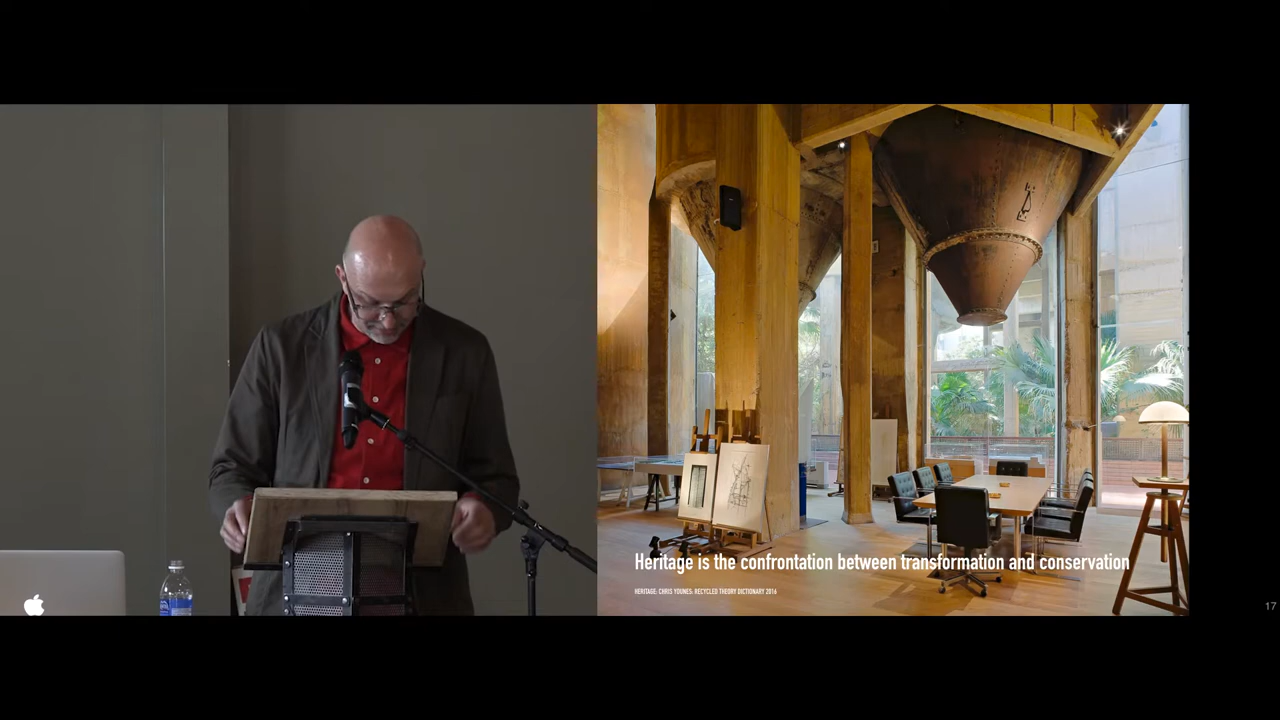 Heritage is the confrontation between transformation and conservation
HERITAGE: CHRIS YOUNES: RECYCLED THEORY DICTIONARY 2016
17